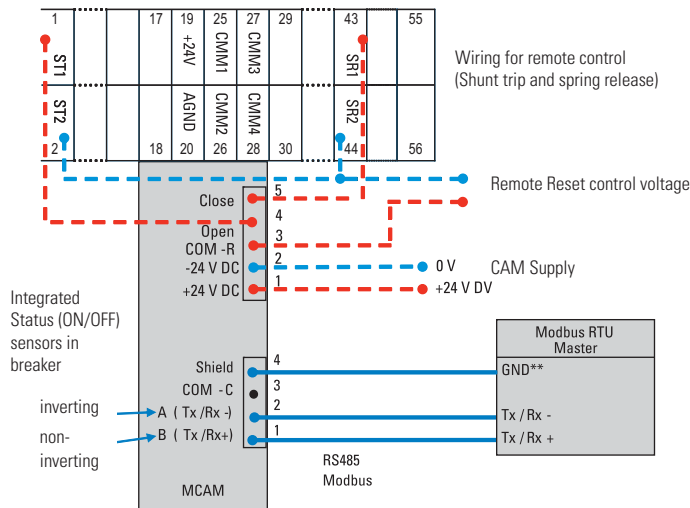 1 17 19 25 27 29 43 55
ST1 +24V CMM1 CMM3 SR1
ST2 AGND CMM2 CMM4 SR2
2 18 20 26 28 30 44 56
Wiring for remote control
(Shunt trip and spring release)
Remote Reset control voltage
Close 5
4
Open
COM -R 3
-24 V DC 2
+24 V DC 1
0 V
+24 V DV
CAM Supply
Integrated
Status (ON/OFF)
sensors in
breaker
Shield 4
COM - C 3
inverting
A ( Tx /Rx -) 2
non-
inverting
B ( Tx /Rx+) 1
MCAM
RS485
Modbus
Modbus RTU
Master
GND**
Tx / Rx -
Tx / Rx +